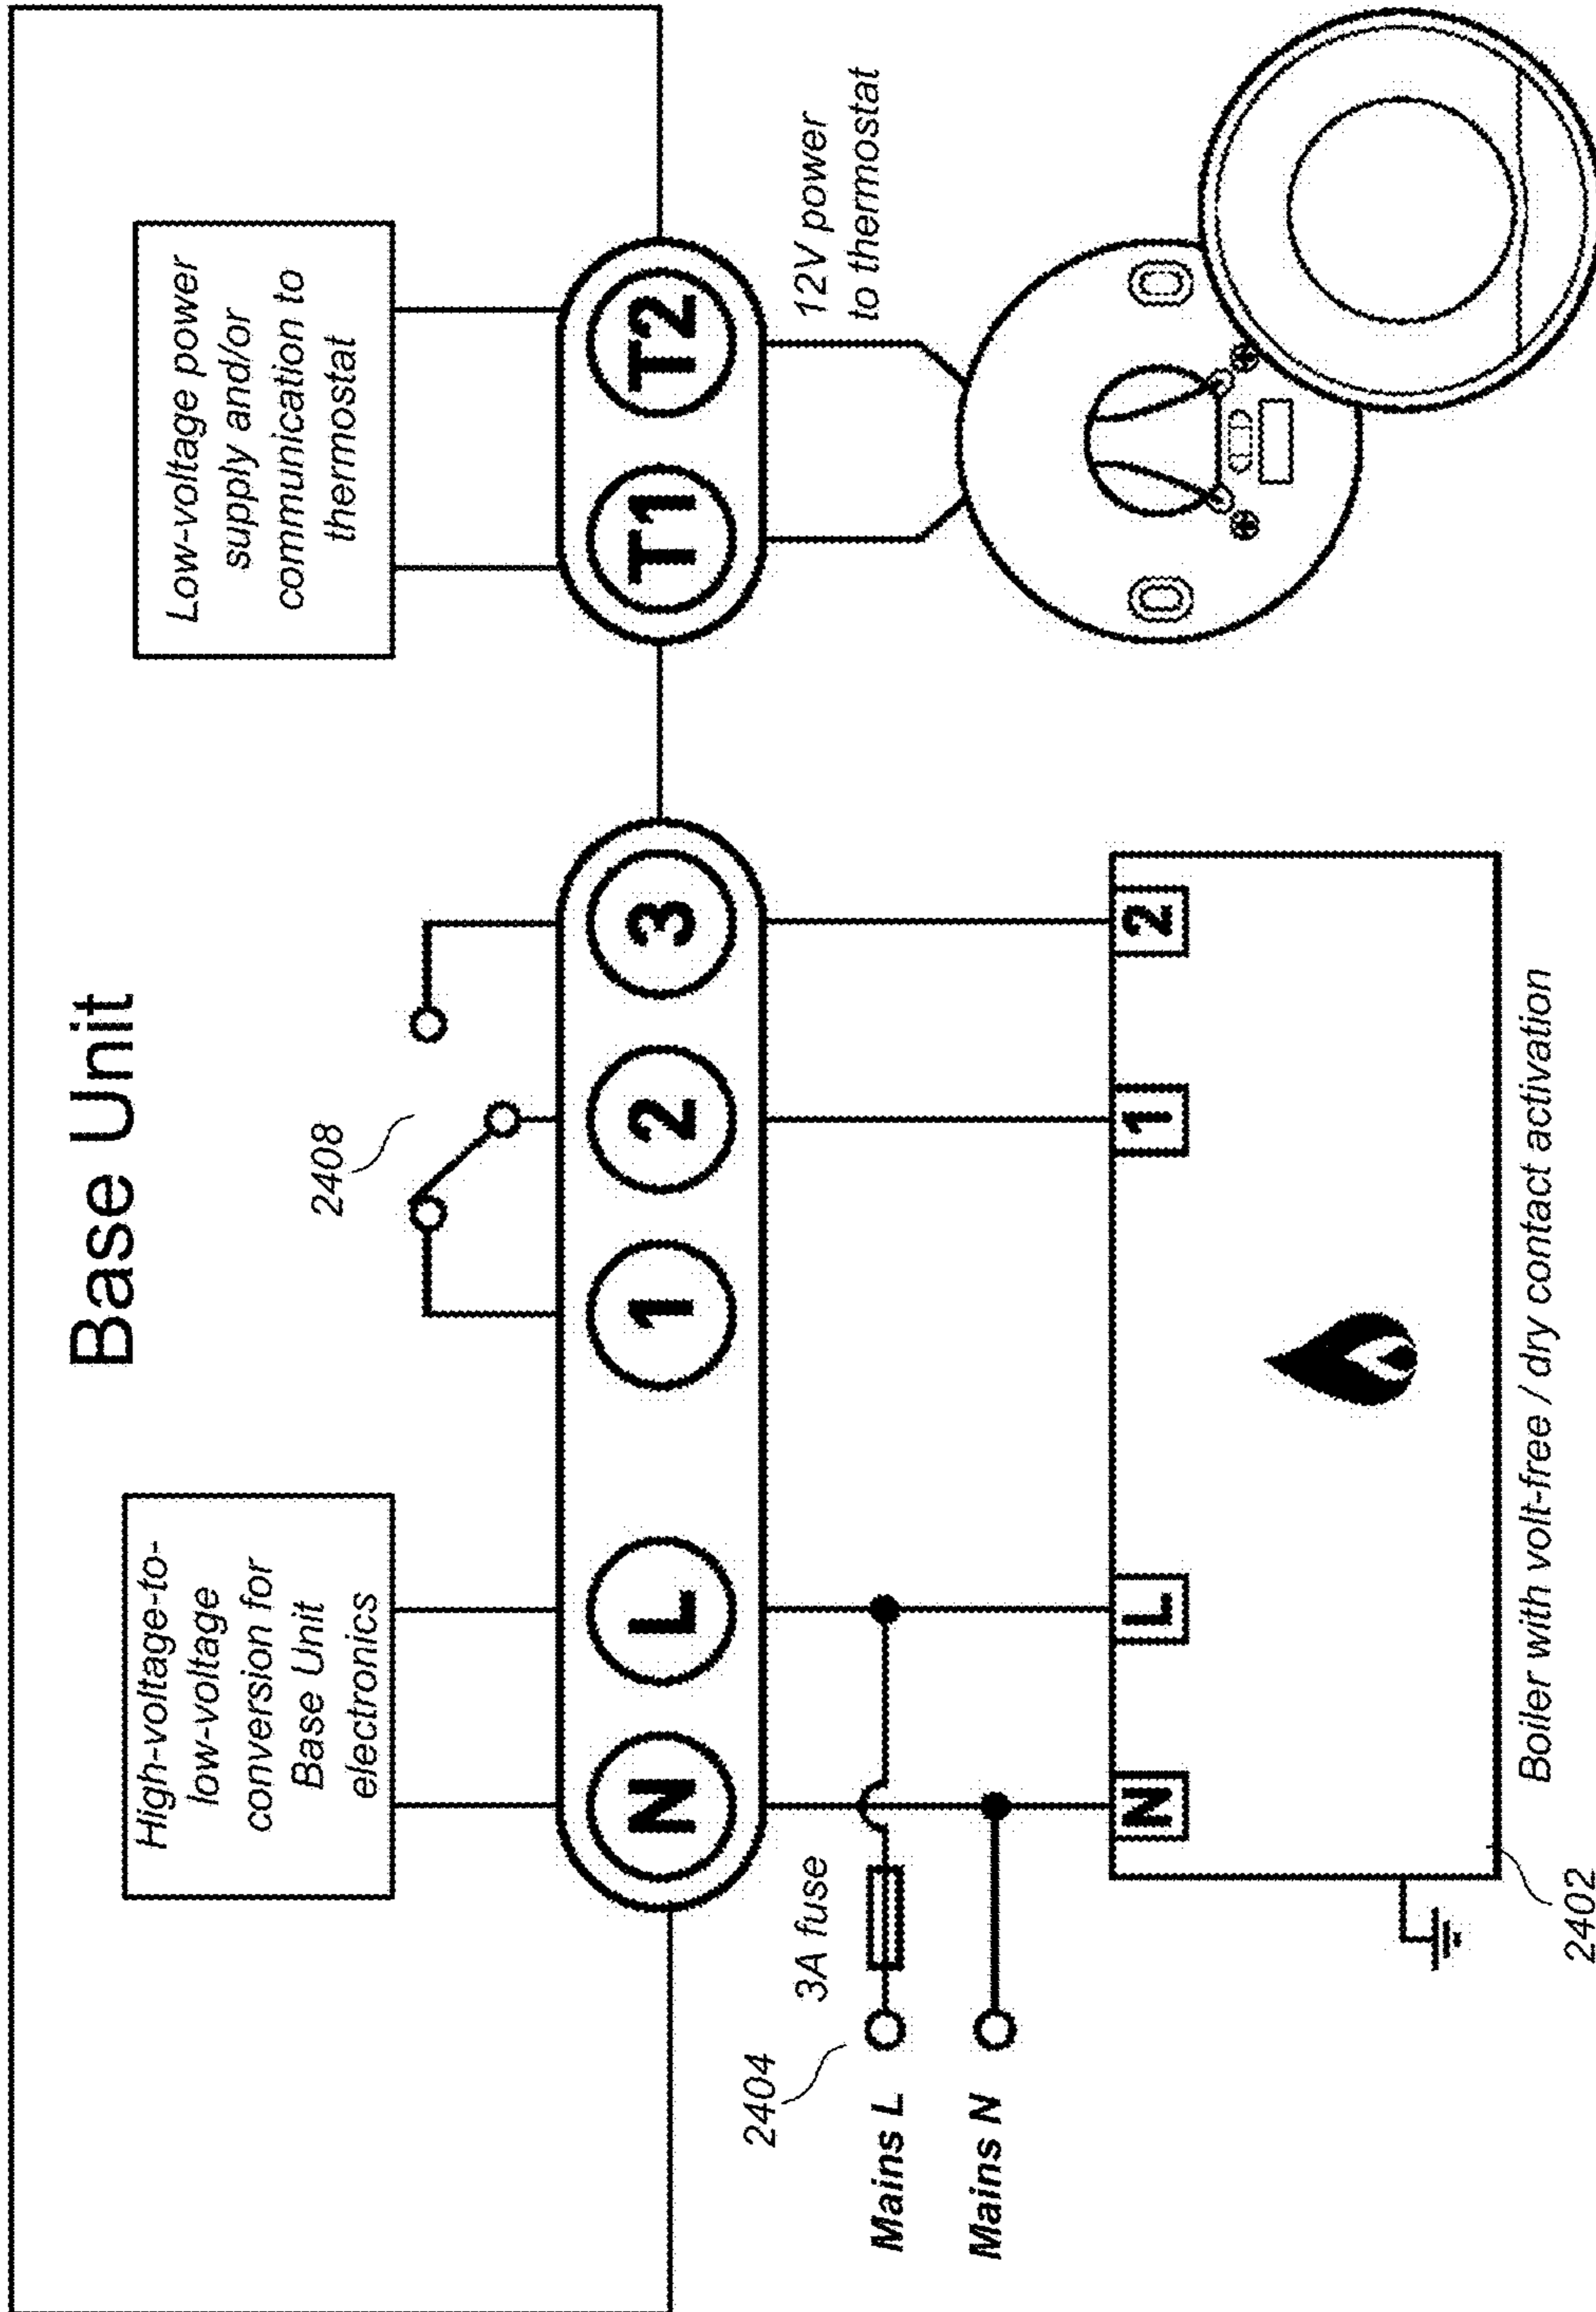 Base Unit
High-voltage-to-
low-voltage
conversion for
Base Unit
electronics
2408
Low-voltage power
supply and/or
communication to
thermostat
N
L
1
2
3
T1
T2
2404
3A fuse
Mains L
Mains N
12V power
to thermostat
N
L
1
2
2402
Boiler with volt-free / dry contact activation